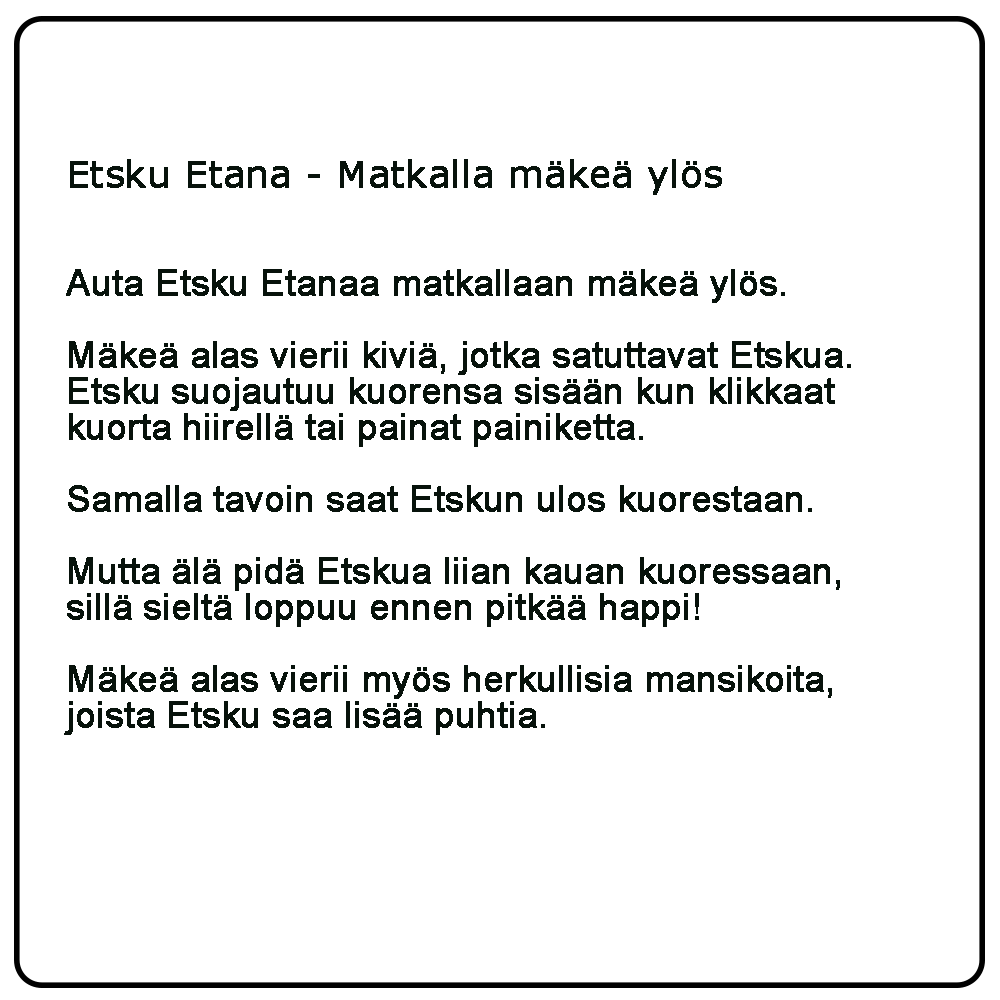 Etsku Etana - Matkalla mäkeä ylös
Auta Etsku Etanaa matkallaan mäkeä ylös.
Mäkeä alas vierii kiviä, jotka satuttavat Etskua.
Etsku suojautuu kuorensa sisään kun klikkaat
kuorta hiirellä tai painat painiketta.
Samalla tavoin saat Etskun ulos kuorestaan.
Mutta älä pidä Etskua liian kauan kuoressaan,
sillä sieltä loppuu ennen pitkää happi!
Mäkeä alas vierii myös herkullisia mansikoita,
joista Etsku saa lisää puhtia.